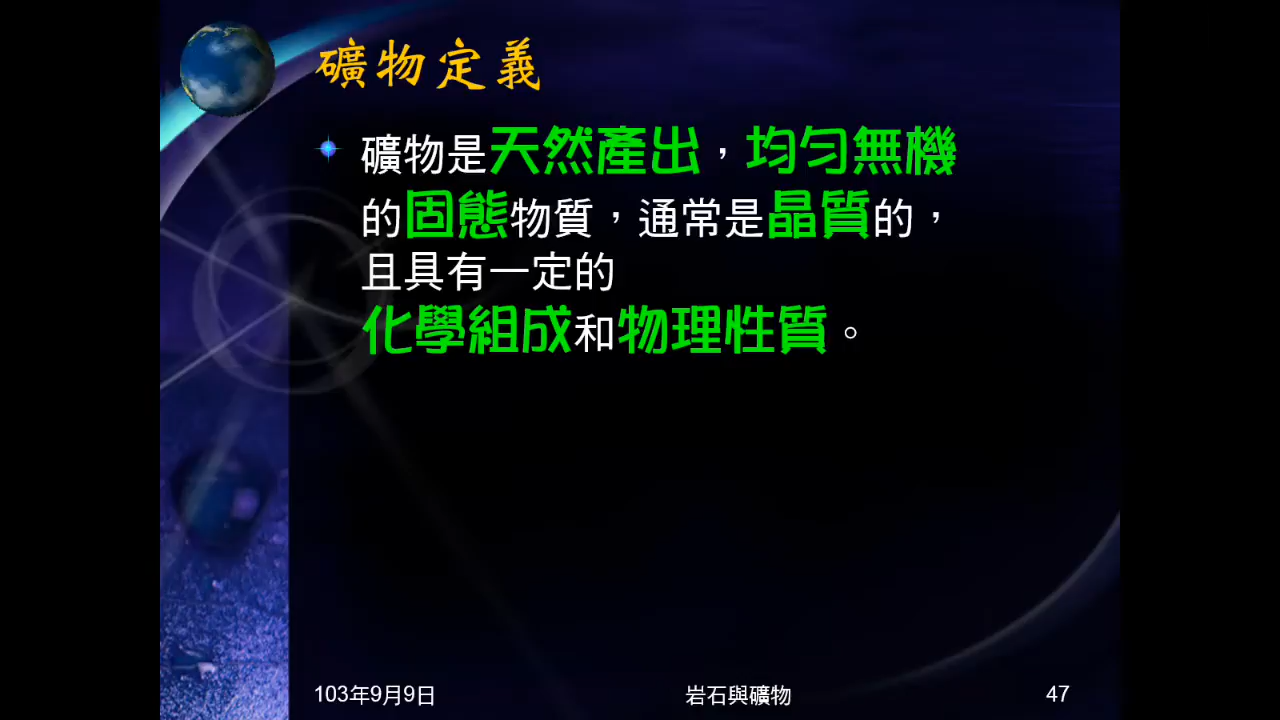 礦物定義
礦物是天然產出，均勻無機
的固態物質，通常是晶質的，
且具有一定的
化學組成和物理性質。
103年9月9日
岩石與礦物
47